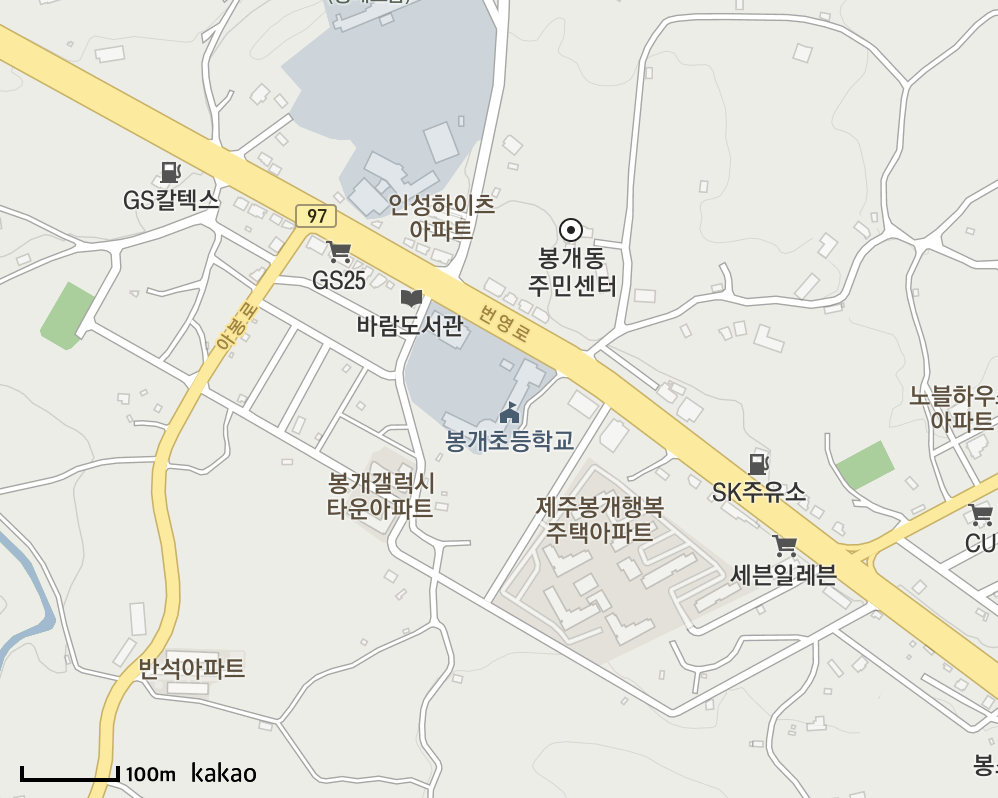 GS칼텍스
97
인성하이츠
아파트
봉개동
주민센터
GS25
바람도서관
번영로
아봉로
노블하우스
아파트
봉개초등학교
SK주유소
봉개갤럭시
타운아파트
제주봉개행복
주택아파트
CU
세븐일레븐
반석아파트
100m kakao